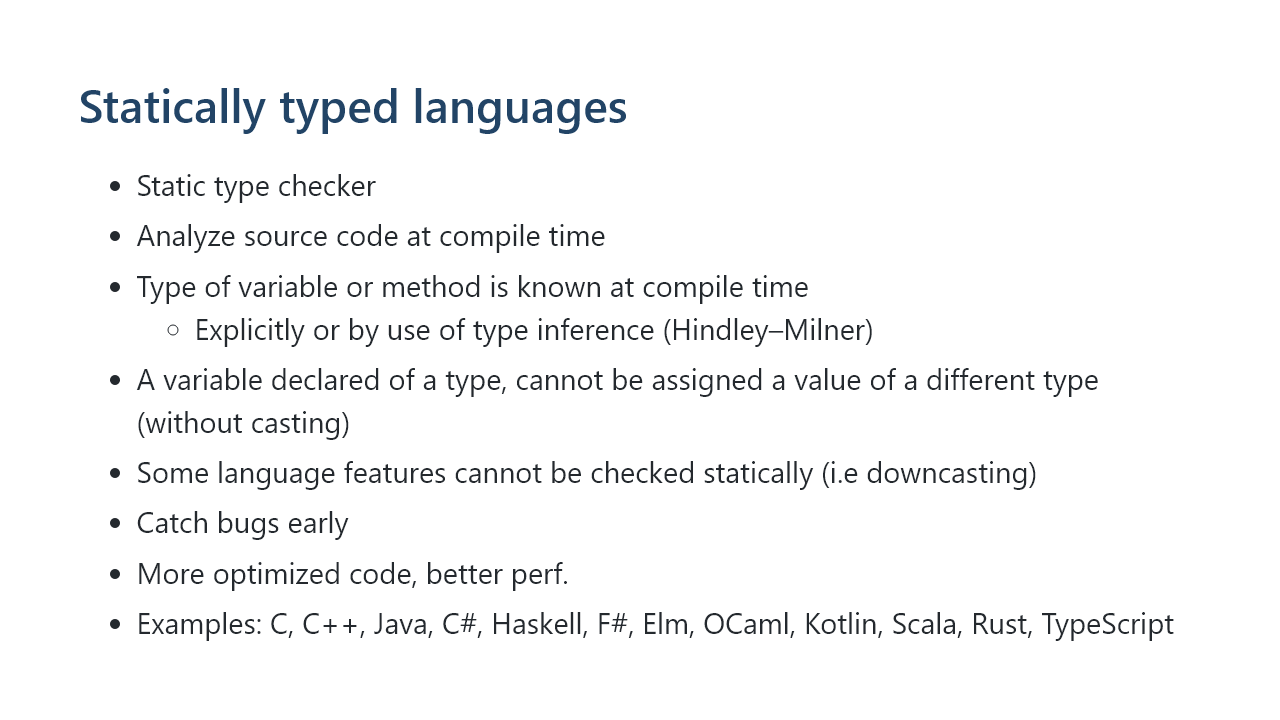 Statically typed languages
• Static type checker
• Analyze source code at compile time
• Type of variable or method is known at compile time
○ Explicitly or by use of type inference (Hindley–Milner)
• A variable declared of a type, cannot be assigned a value of a different type
(without casting)
• Some language features cannot be checked statically (i.e downcasting)
• Catch bugs early
• More optimized code, better perf.
• Examples: C, C++, Java, C#, Haskell, F#, Elm, OCaml, Kotlin, Scala, Rust, TypeScript